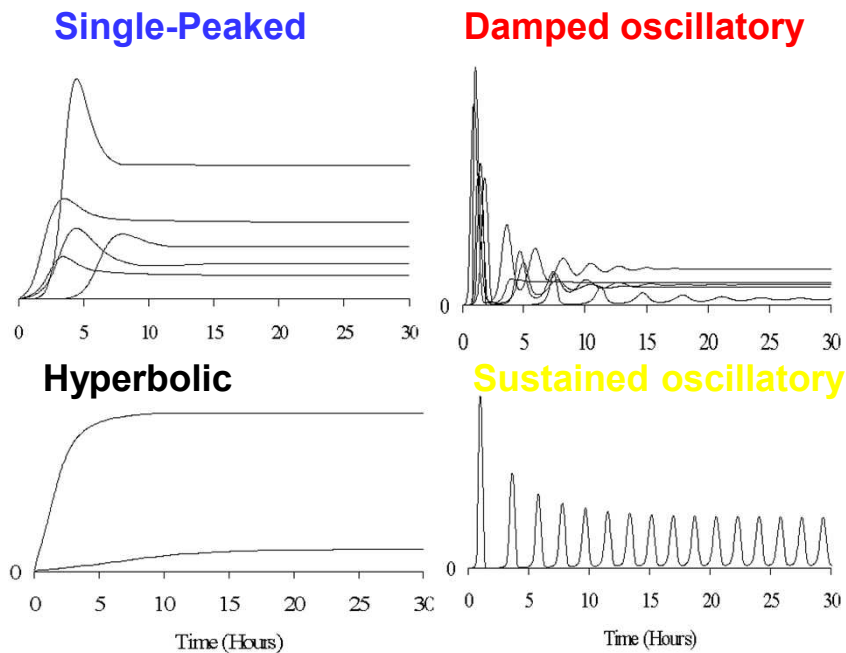 Single-Peaked
0 5 10 15 20 25 30
Damped oscillatory
0
0 5 10 15 20 25 30
Hyperbolic
0
0 5 10 15 20 25 30
Time (Hours)
Sustained oscillatory
0
0 5 10 15 20 25 30
Time (Hours)